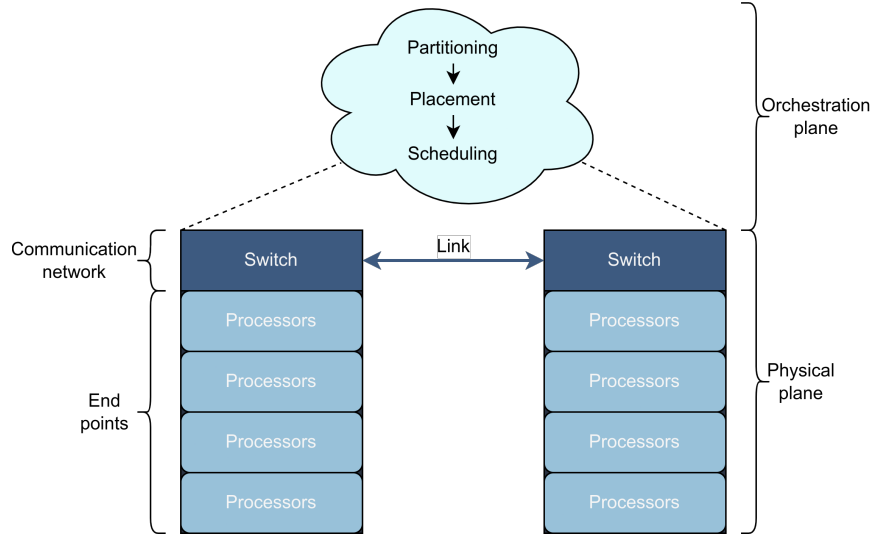 Partitioning
Placement
Scheduling
Orchestration
plane
Communication
network
Switch
Link
Switch
Processors
Processors
Processors
Processors
Processors
Processors
Processors
Processors
End
points
Physical
plane